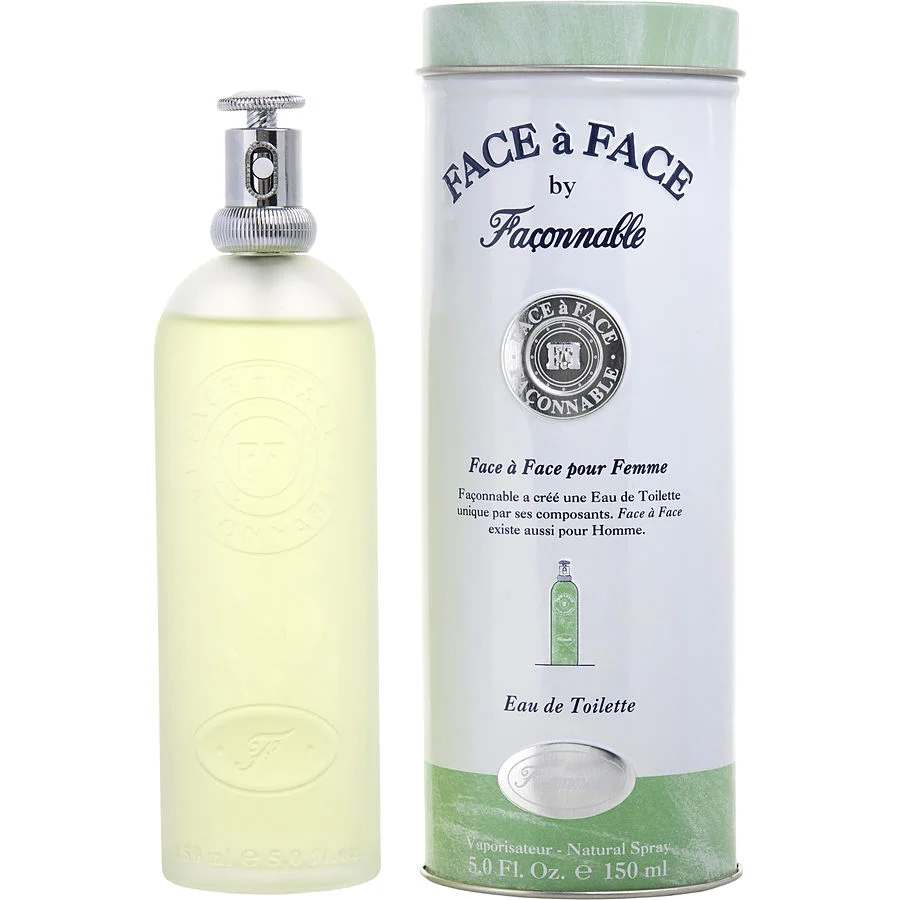 FACE à FACE
by
Façonnable
FACE à FACE
FAÇONNABLE
Face à Face pour Femme
Façonnable a créé une Eau de Toilette
unique par ses composants. Face à Face
existe aussi pour Homme.
Eau de Toilette
Façonnable
Vaporisateur - Natural Spray
5.0 Fl. Oz. ℮ 150 ml
F
150 ml ℮ 5.0 fl. oz.